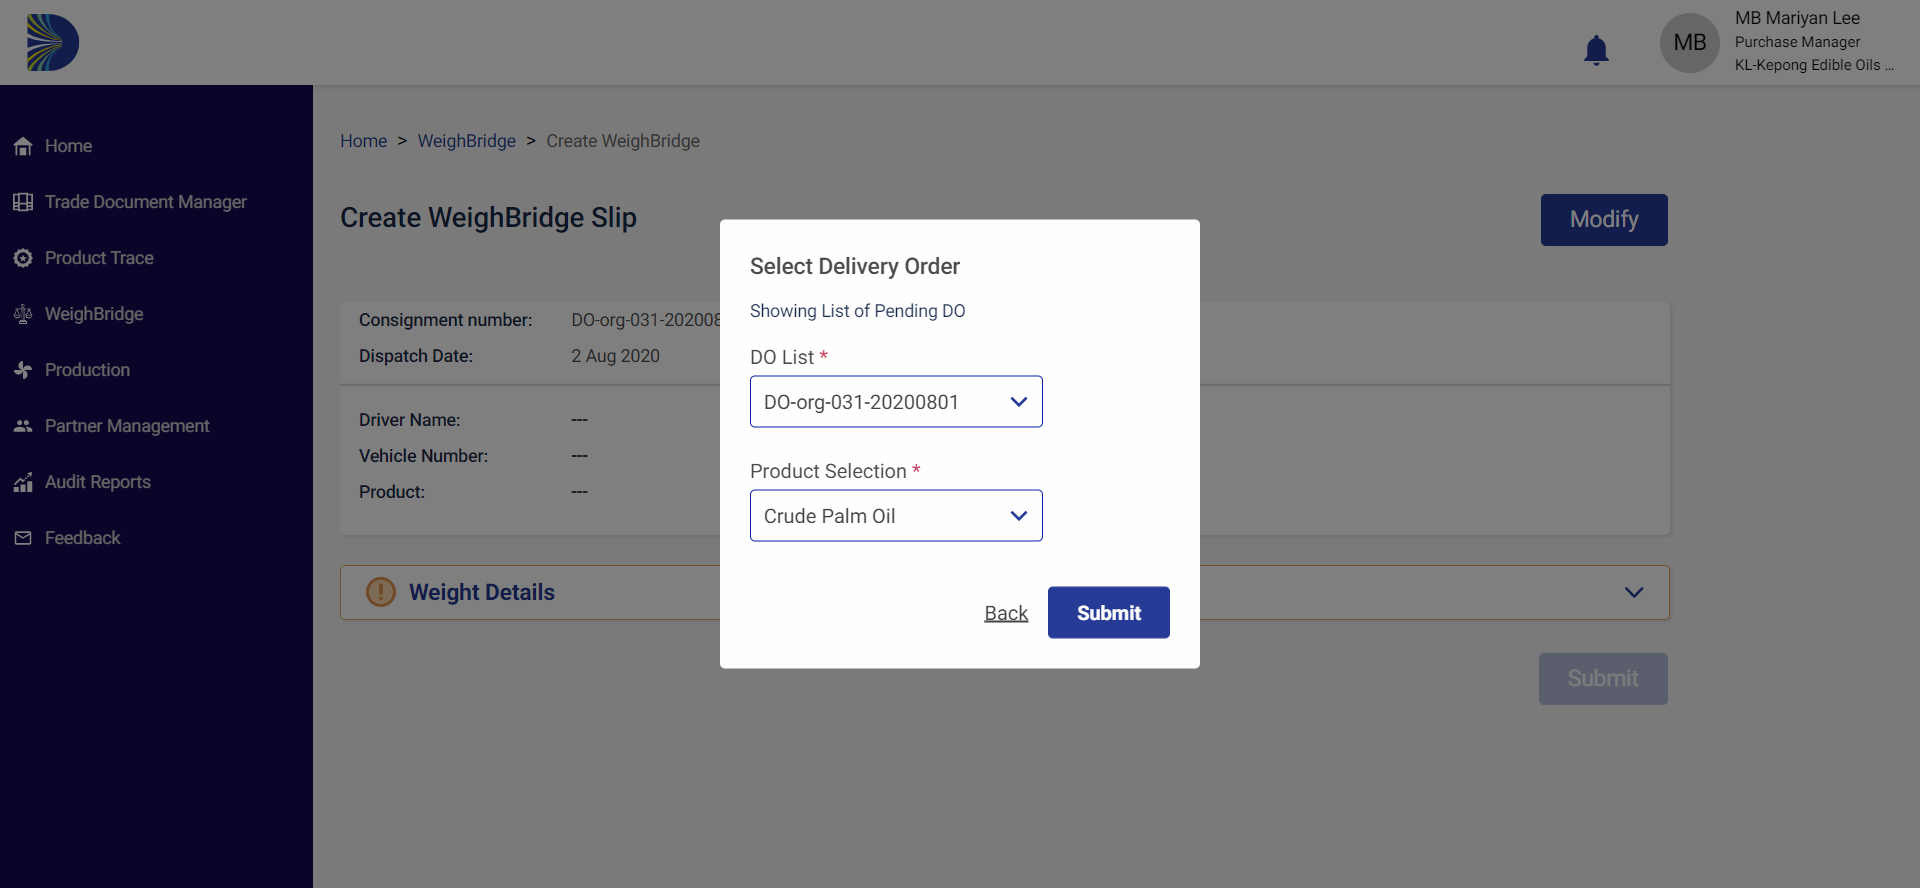 MB
MB Mariyan Lee
Purchase Manager
KL-Kepong Edible Oils ...
Home
Trade Document Manager
Product Trace
WeighBridge
Production
Partner Management
Audit Reports
Feedback
Home > WeighBridge > Create WeighBridge
Create WeighBridge Slip
Modify
Consignment number: DO-org-031-202008
Dispatch Date: 2 Aug 2020
Driver Name: ---
Vehicle Number: ---
Product: ---
Weight Details
Submit
Select Delivery Order
Showing List of Pending DO
DO List *
DO-org-031-20200801
Product Selection *
Crude Palm Oil
Back
Submit